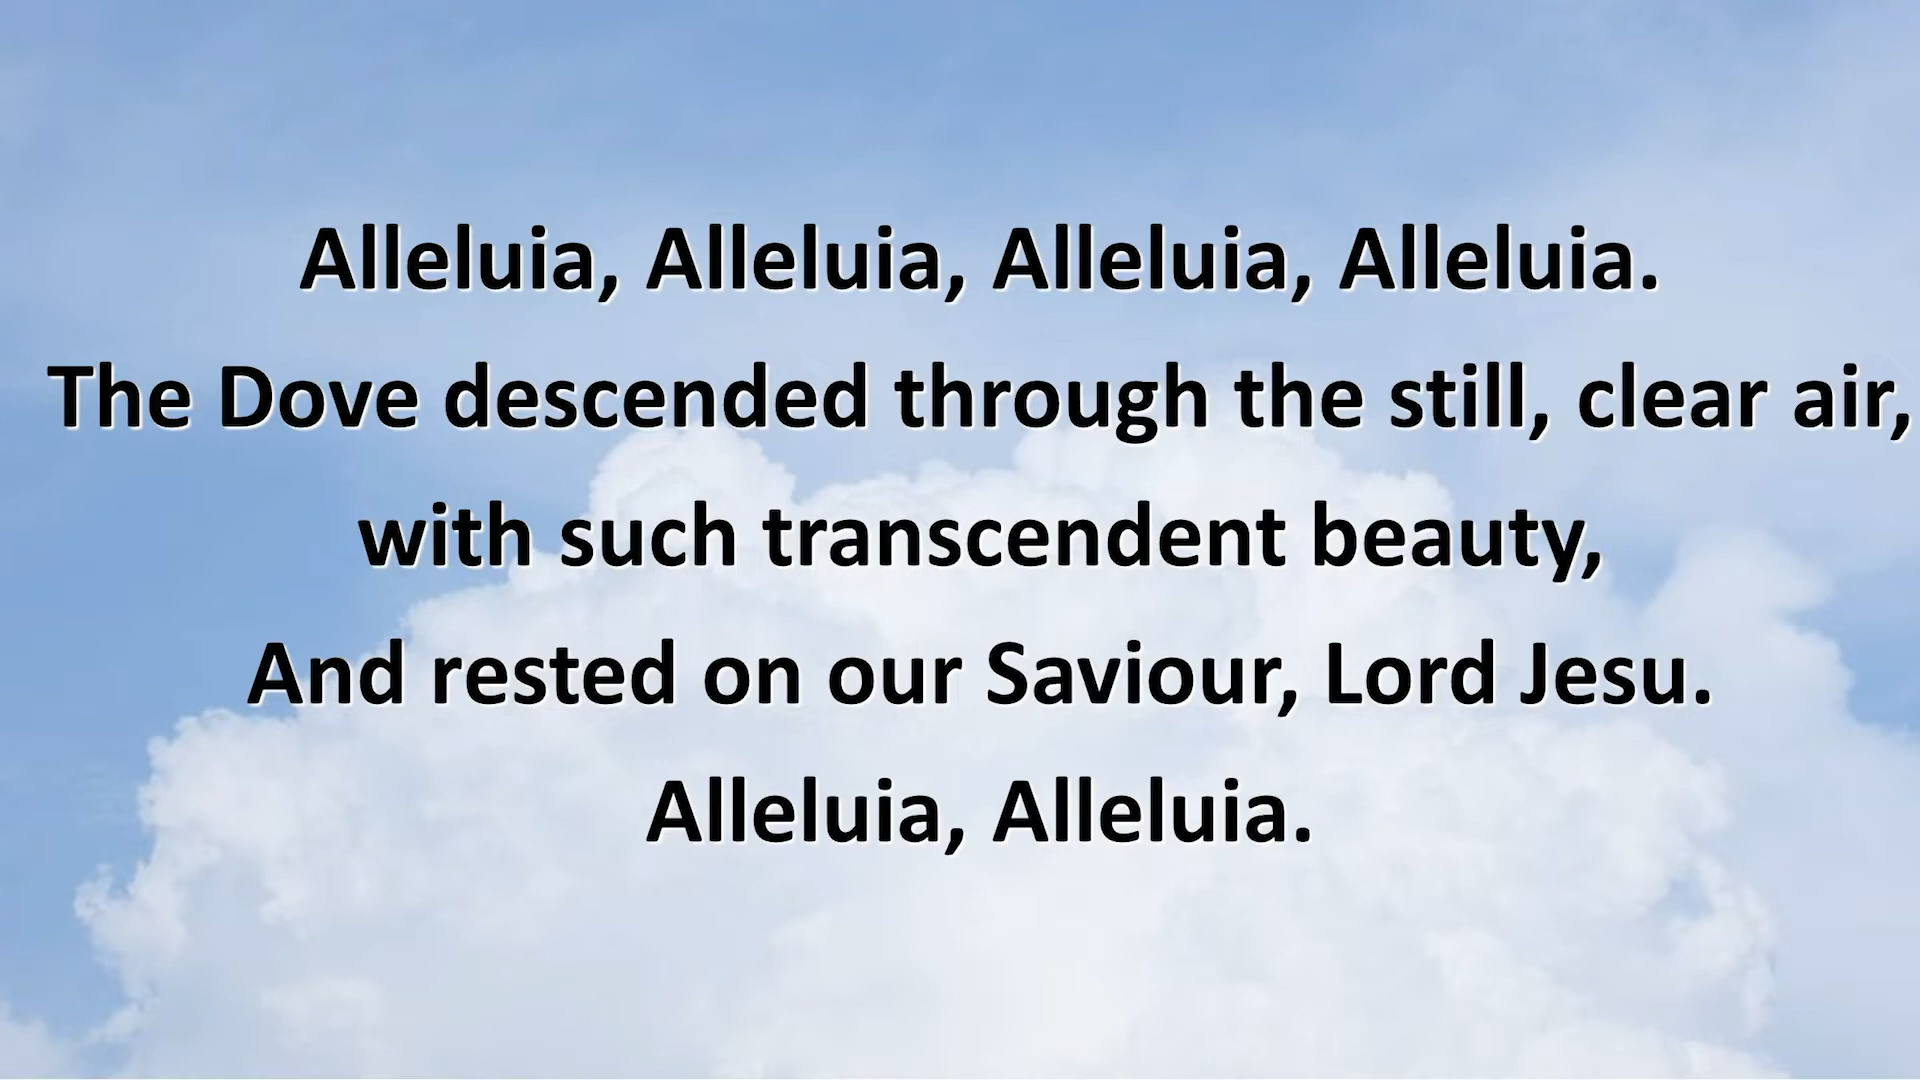 Alleluia, Alleluia, Alleluia, Alleluia.
The Dove descended through the still, clear air,
with such transcendent beauty,
And rested on our Saviour, Lord Jesu.
Alleluia, Alleluia.